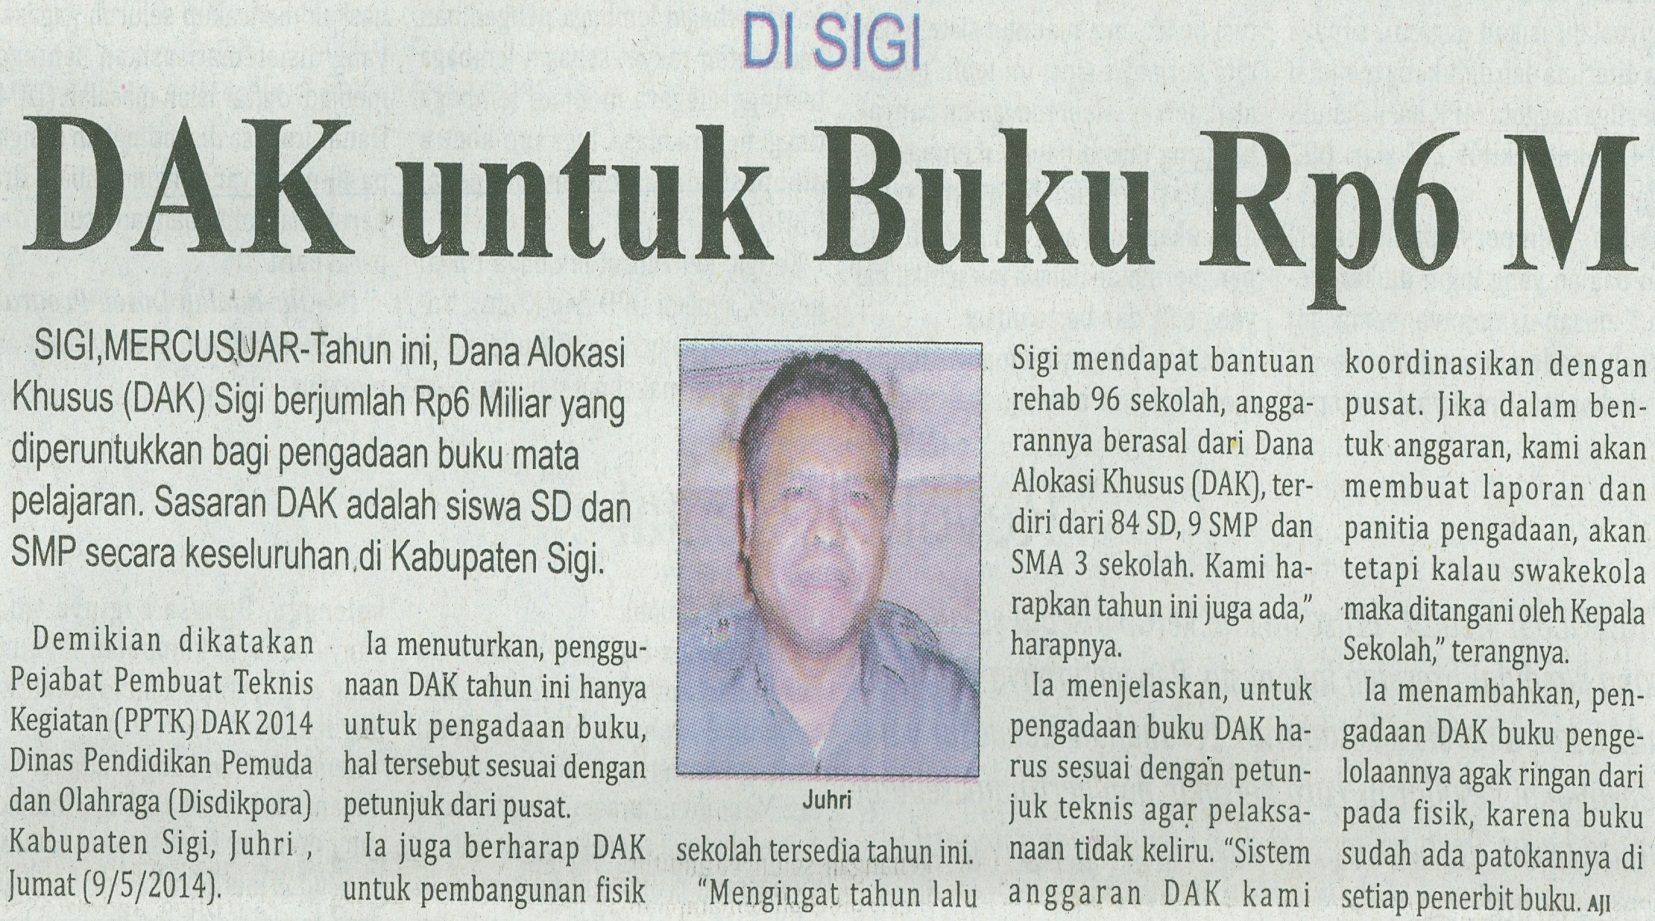 DI SIGI
DAK untuk Buku Rp6 M
SIGI,MERCUSUAR-Tahun ini, Dana Alokasi
Khusus (DAK) Sigi berjumlah Rp6 Miliar yang
diperuntukkan bagi pengadaan buku mata
pelajaran. Sasaran DAK adalah siswa SD dan
SMP secara keseluruhan di Kabupaten Sigi.
Demikian dikatakan
Pejabat Pembuat Teknis
Kegiatan (PPTK) DAK 2014
Dinas Pendidikan Pemuda
dan Olahraga (Disdikpora)
Kabupaten Sigi, Juhri ,
Jumat (9/5/2014).
Ia menuturkan, penggu-
naan DAK tahun ini hanya
untuk pengadaan buku,
hal tersebut sesuai dengan
petunjuk dari pusat.
Ia juga berharap DAK
untuk pembangunan fisik
Juhri
sekolah tersedia tahun ini.
“Mengingat tahun lalu
Sigi mendapat bantuan
rehab 96 sekolah, angga-
rannya berasal dari Dana
Alokasi Khusus (DAK), ter-
diri dari 84 SD, 9 SMP dan
SMA 3 sekolah. Kami ha-
rapkan tahun ini juga ada,”
harapnya.
Ia menjelaskan, untuk
pengadaan buku DAK ha-
rus sesuai dengan petun-
juk teknis agar pelaksa-
naan tidak keliru. “Sistem
anggaran DAK kami
koordinasikan dengan
pusat. Jika dalam ben-
tuk anggaran, kami akan
membuat laporan dan
panitia pengadaan, akan
tetapi kalau swakekola
maka ditangani oleh Kepala
Sekolah,” terangnya.
Ia menambahkan, pen-
gadaan DAK buku penge-
lolaannya agak ringan dari
pada fisik, karena buku
sudah ada patokannya di
setiap penerbit buku. AJI